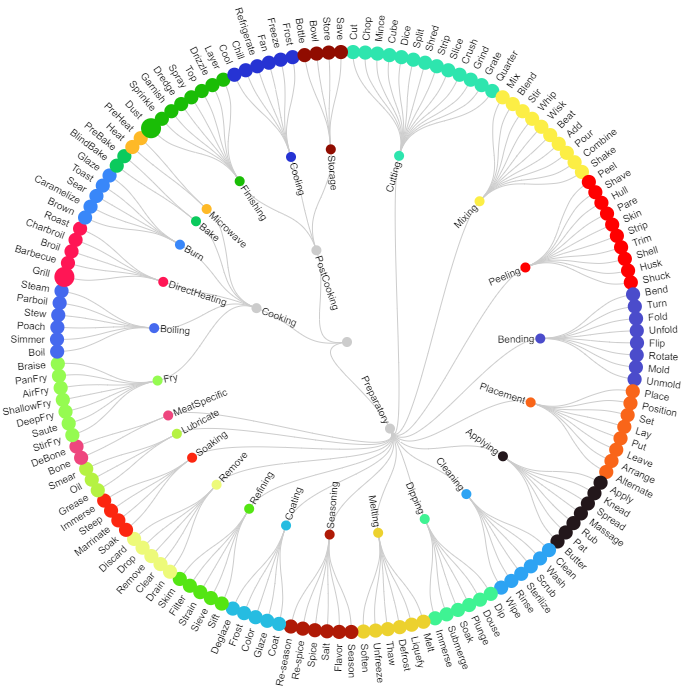 Cut
Chop
Mince
Cube
Dice
Split
Shred
Strip
Slice
Crush
Grind
Grate
Quarter
Mix
Blend
Stir
Whip
Wisk
Beat
Add
Pour
Combine
Shake
Peel
Shave
Hull
Pare
Skin
Strip
Trim
Shell
Husk
Shuck
Bend
Turn
Fold
Unfold
Flip
Rotate
Mold
Unmold
Place
Position
Set
Lay
Put
Leave
Arrange
Alternate
Apply
Knead
Spread
Massage
Rub
Pat
Butter
Clean
Wash
Scrub
Sterilize
Rinse
Wipe
Dip
Douse
Plunge
Soak
Submerge
Immerse
Melt
Liquefy
Defrost
Thaw
Unfreeze
Soften
Season
Flavor
Salt
Spice
Re-spice
Re-season
Coat
Glaze
Color
Frost
Deplaze
Sift
Sieve
Strain
Filter
Skim
Drain
Clear
Remove
Drop
Discard
Soak
Marrinate
Steep
Immerse
Grease
Oil
Smear
Bone
DeBone
StirFry
Saute
DeepFry
ShallowFry
AirFry
PanFry
Braise
Boil
Simmer
Poach
Stew
Parboil
Steam
Grill
Barbecue
Broil
Charbroil
Roast
Brown
Caramelize
Sear
Toast
Glaze
BlindBake
PreBake
Heat
PreHeat
Dust
Sprinkle
Garnish
Dredge
Spray
Top
Drizzle
Layer
Cool
Chill
Refrigerate
Fan
Freeze
Frost
Bottle
Bowl
Store
Save
Cutting
Mixing
Peeling
Bending
Placement
Applying
Cleaning
Dipping
Melting
Seasoning
Coating
Refining
Remove
Soaking
Lubricate
MeatSpecific
Fry
Boiling
DirectHeating
Burn
Bake
Microwave
Finishing
Cooling
Storage
PostCooking
Cooking
Preparatory